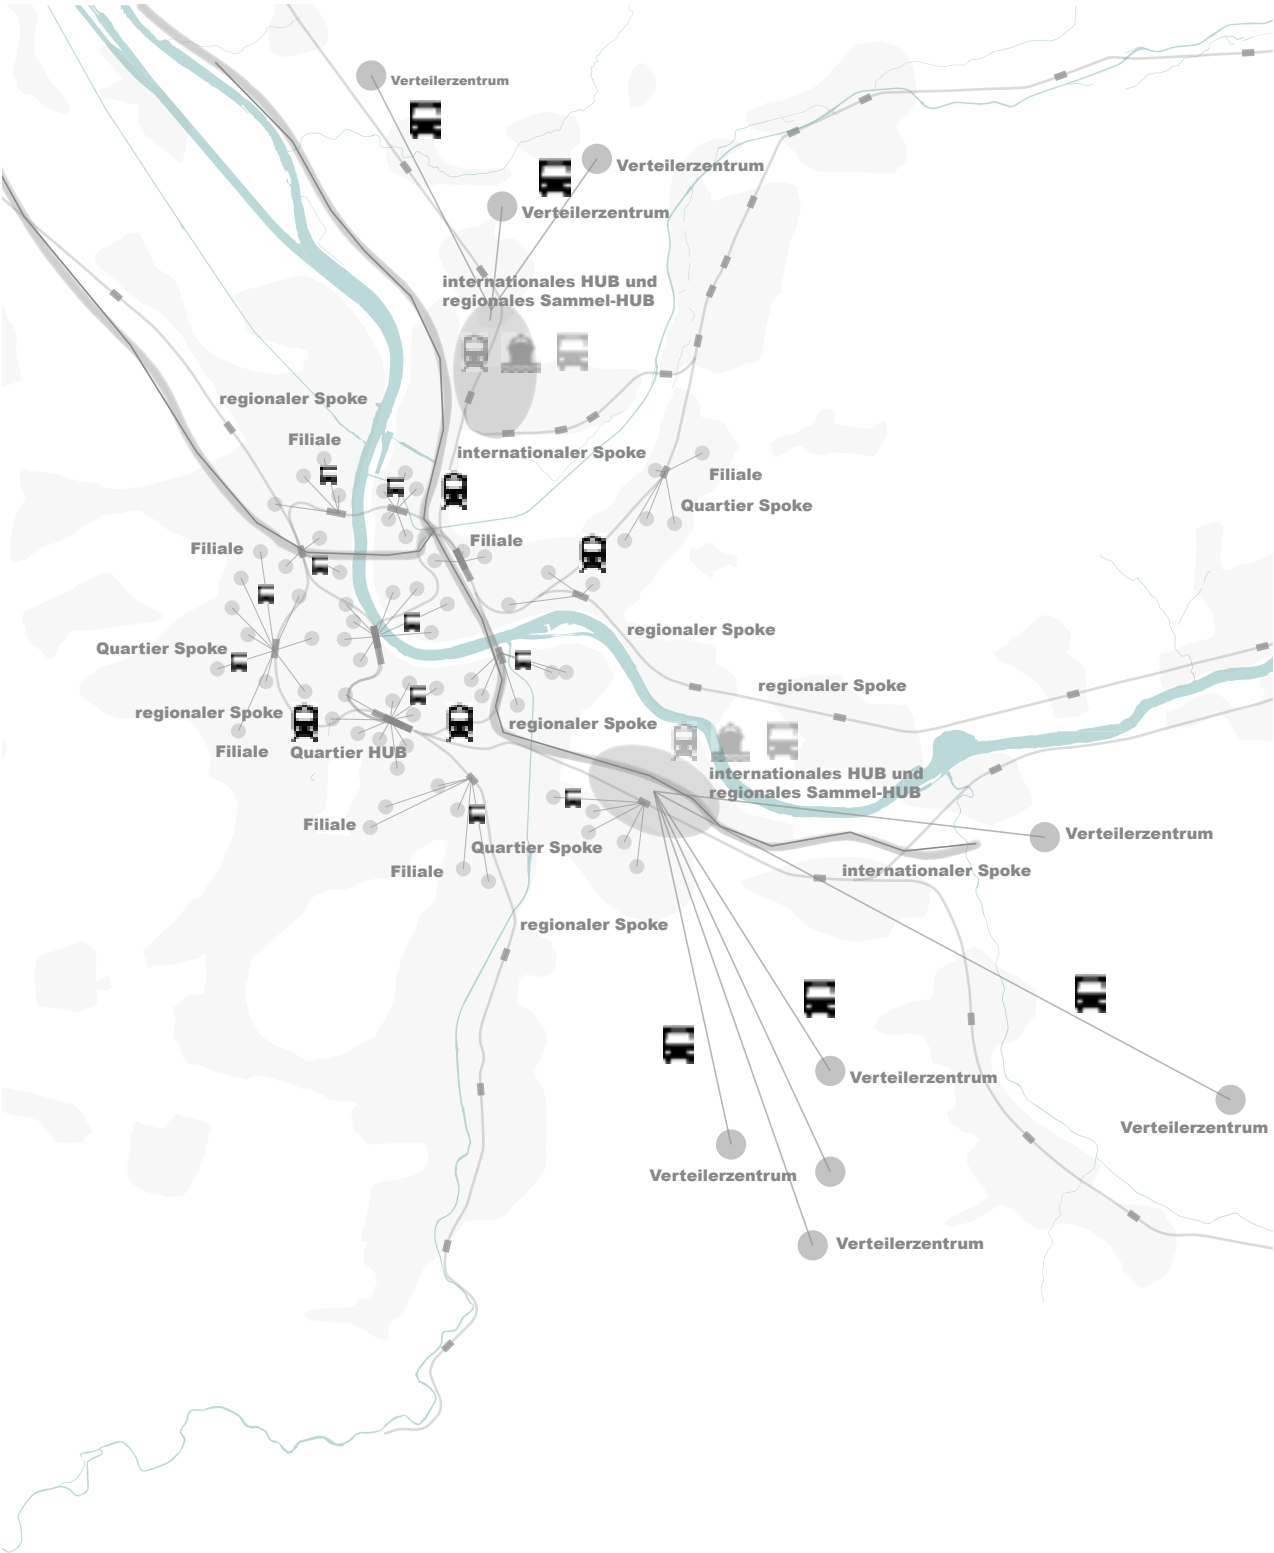 Verteilerzentrum
Verteilerzentrum
Verteilerzentrum
internationales HUB und
regionales Sammel-HUB
regionaler Spoke
Filiale
internationaler Spoke
Filiale
Quartier Spoke
Filiale
Filiale
regionaler Spoke
Quartier Spoke
regionaler Spoke
regionaler Spoke
regionaler Spoke
Filiale
Quartier HUB
internationales HUB und
regionales Sammel-HUB
Filiale
Verteilerzentrum
Quartier Spoke
Filiale
internationaler Spoke
regionaler Spoke
Verteilerzentrum
Verteilerzentrum
Verteilerzentrum
Verteilerzentrum